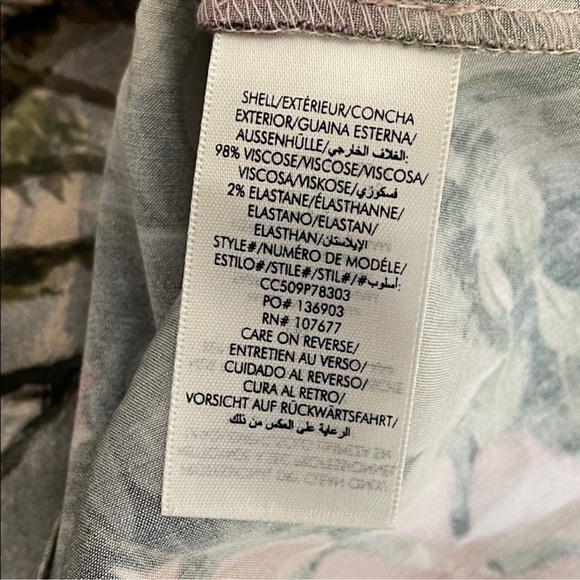 SHELL/EXTÉRIEUR/CONCHA
EXTERIOR/GUAINA ESTERNA/
AUSSENHÜLLE/الغلاف الخارجي:
98% VISCOSE/VISCOSE/VISCOSA/
VISCOSA/VISKOSE/فسكوزي
2% ELASTANE/ÉLASTHANNE/
ELASTANO/ELASTAN/
ELASTHAN/الإيلاستان
STYLE#/NUMÉRO DE MODÉLE/
ESTILO#/STILE#/STIL#/أسلوب#:
CC509P78303
PO# 136903
RN# 107677
CARE ON REVERSE/
ENTRETIEN AU VERSO/
CUIDADO AL REVERSO/
CURA AL RETRO/
VORSICHT AUF RÜCKWÄRTSFAHRT/
الرعاية على العكس من ذلك